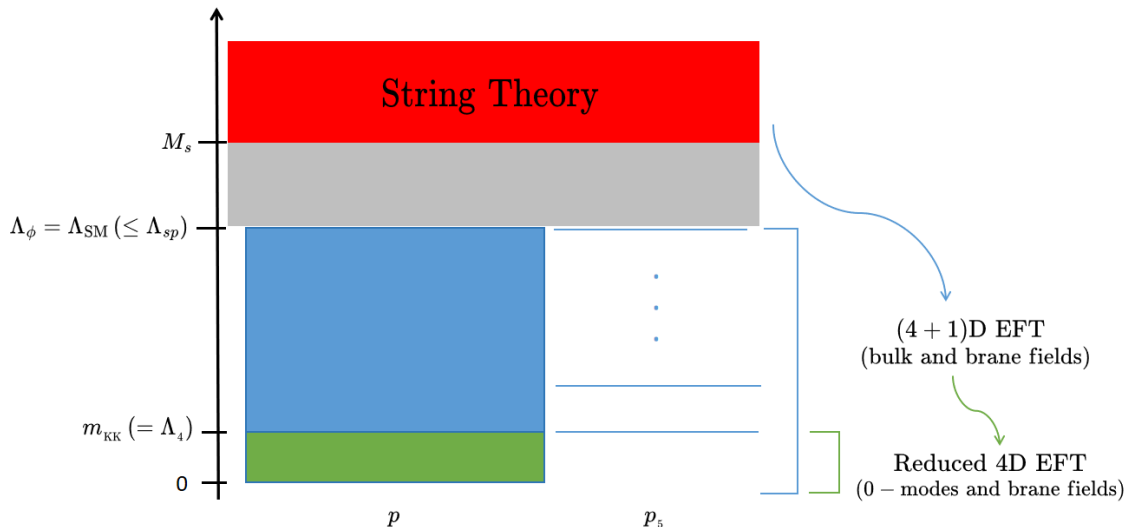 String Theory
M_s
Λ_ϕ = Λ_SM (≤ Λ_sp)
(4 + 1)D EFT
(bulk and brane fields)
m_KK (= Λ_4)
Reduced 4D EFT
(0 − modes and brane fields)
0
p
p_5